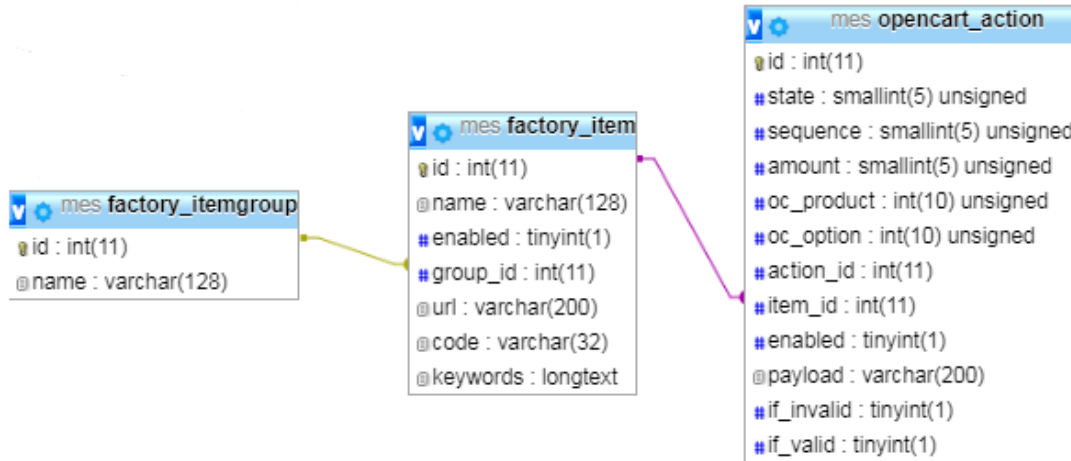 mes factory_itemgroup
id : int(11)
name : varchar(128)
mes factory_item
id : int(11)
name : varchar(128)
enabled : tinyint(1)
group_id : int(11)
url : varchar(200)
code : varchar(32)
keywords : longtext
mes opencart_action
id : int(11)
state : smallint(5) unsigned
sequence : smallint(5) unsigned
amount : smallint(5) unsigned
oc_product : int(10) unsigned
oc_option : int(10) unsigned
action_id : int(11)
item_id : int(11)
enabled : tinyint(1)
payload : varchar(200)
if_invalid : tinyint(1)
if_valid : tinyint(1)